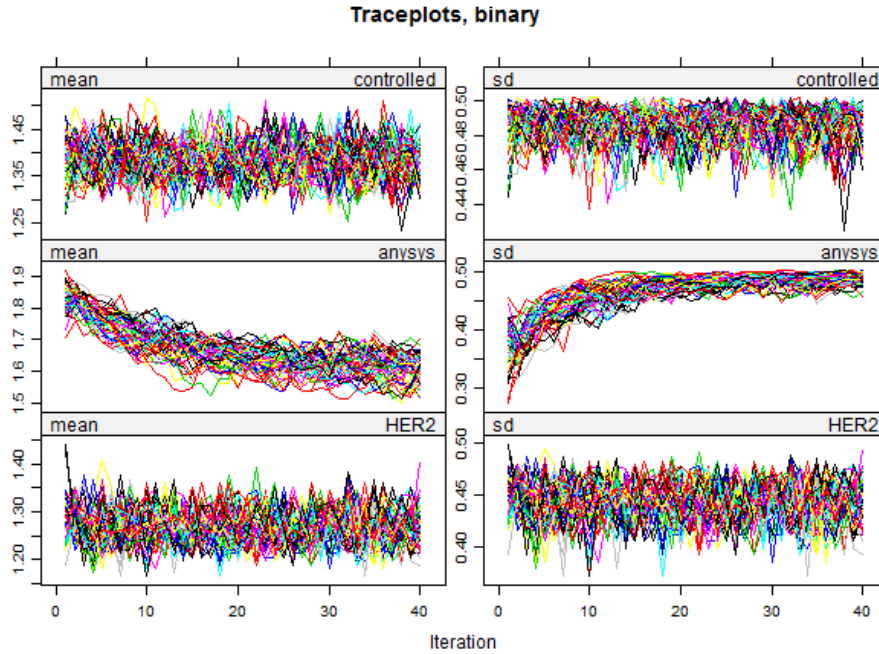 Traceplots, binary
mean controlled sd controlled
1.45 1.35 1.25
0.50 0.48 0.46 0.44
mean anysys sd anysys
1.9 1.8 1.7 1.6 1.5
0.50 0.40 0.30
mean HER2 sd HER2
1.40 1.30 1.20
0.50 0.45 0.40
0 10 20 30 40 0 10 20 30 40
Iteration